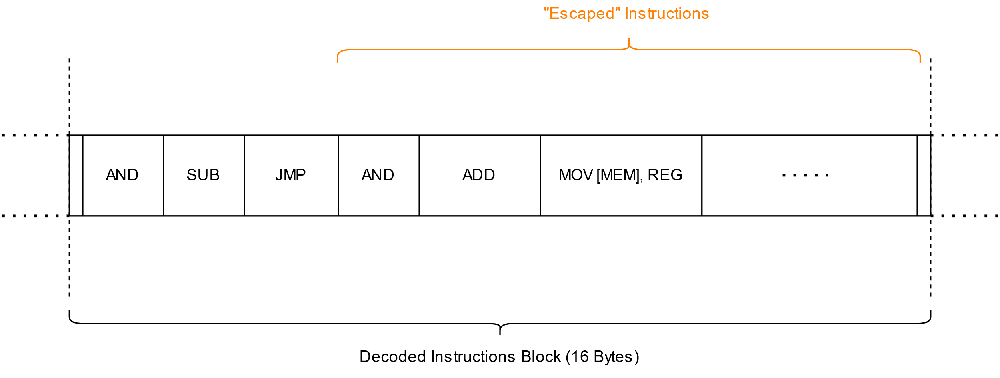 "Escaped" Instructions
AND SUB JMP AND ADD MOV [MEM], REG
Decoded Instructions Block (16 Bytes)